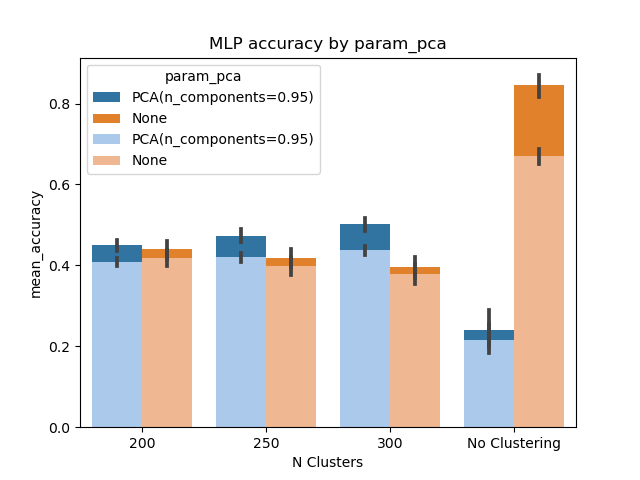 MLP accuracy by param_pca
param_pca
PCA(n_components=0.95)
None
PCA(n_components=0.95)
None
mean_accuracy
0.8
0.6
0.4
0.2
0.0
200
250
300
No Clustering
N Clusters